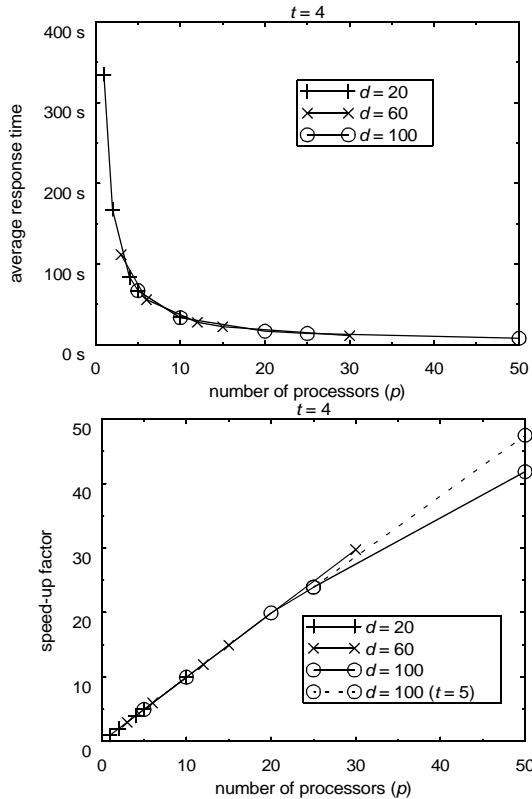 t = 4
400 s
300 s
200 s
100 s
0 s
average response time
d = 20
d = 60
d = 100
0 10 20 30 40 50
number of processors (p)
t = 4
50
40
30
20
10
0
speed-up factor
d = 20
d = 60
d = 100
d = 100 (t = 5)
0 10 20 30 40 50
number of processors (p)